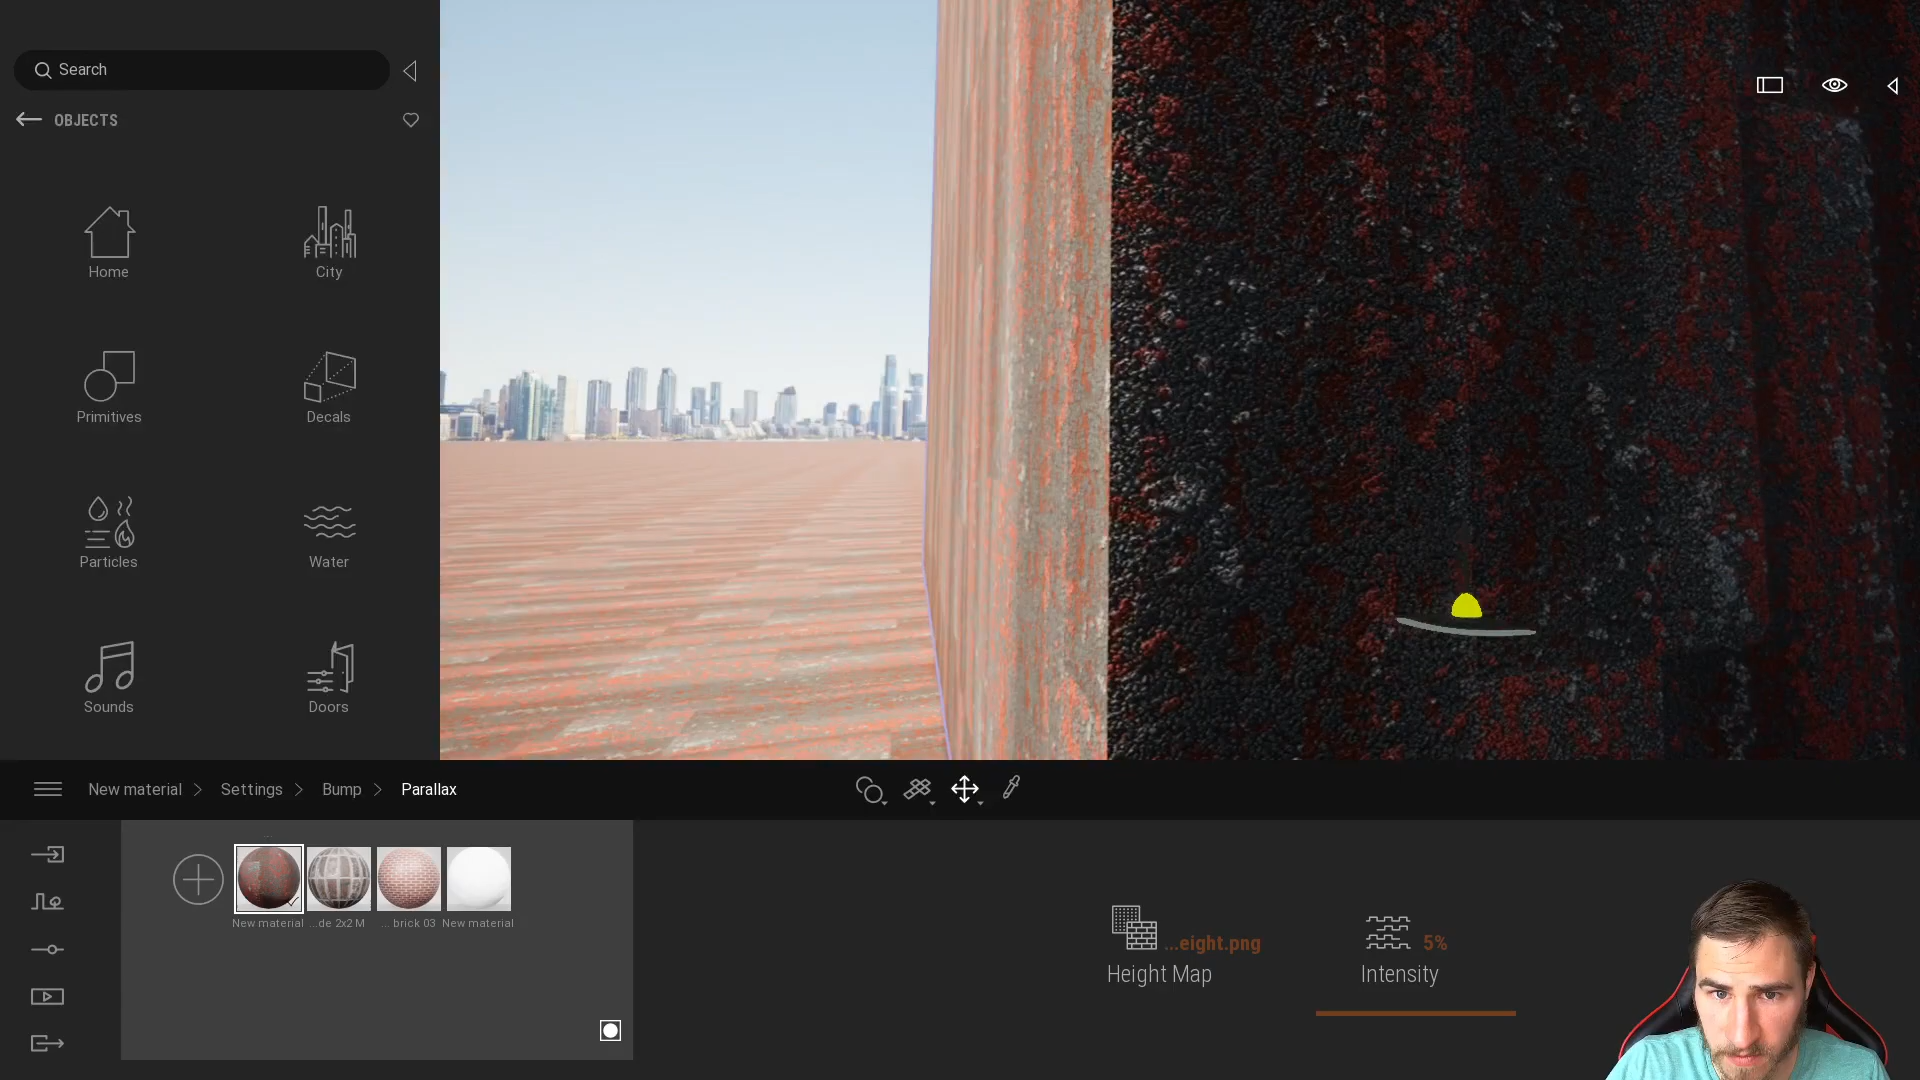 Search
OBJECTS
Home
City
Primitives
Decals
Particles
Water
Sounds
Doors
New material
Settings
Bump
Parallax
...
New material
...de 2x2 M
... brick 03
New material
...eight.png
Height Map
5%
Intensity